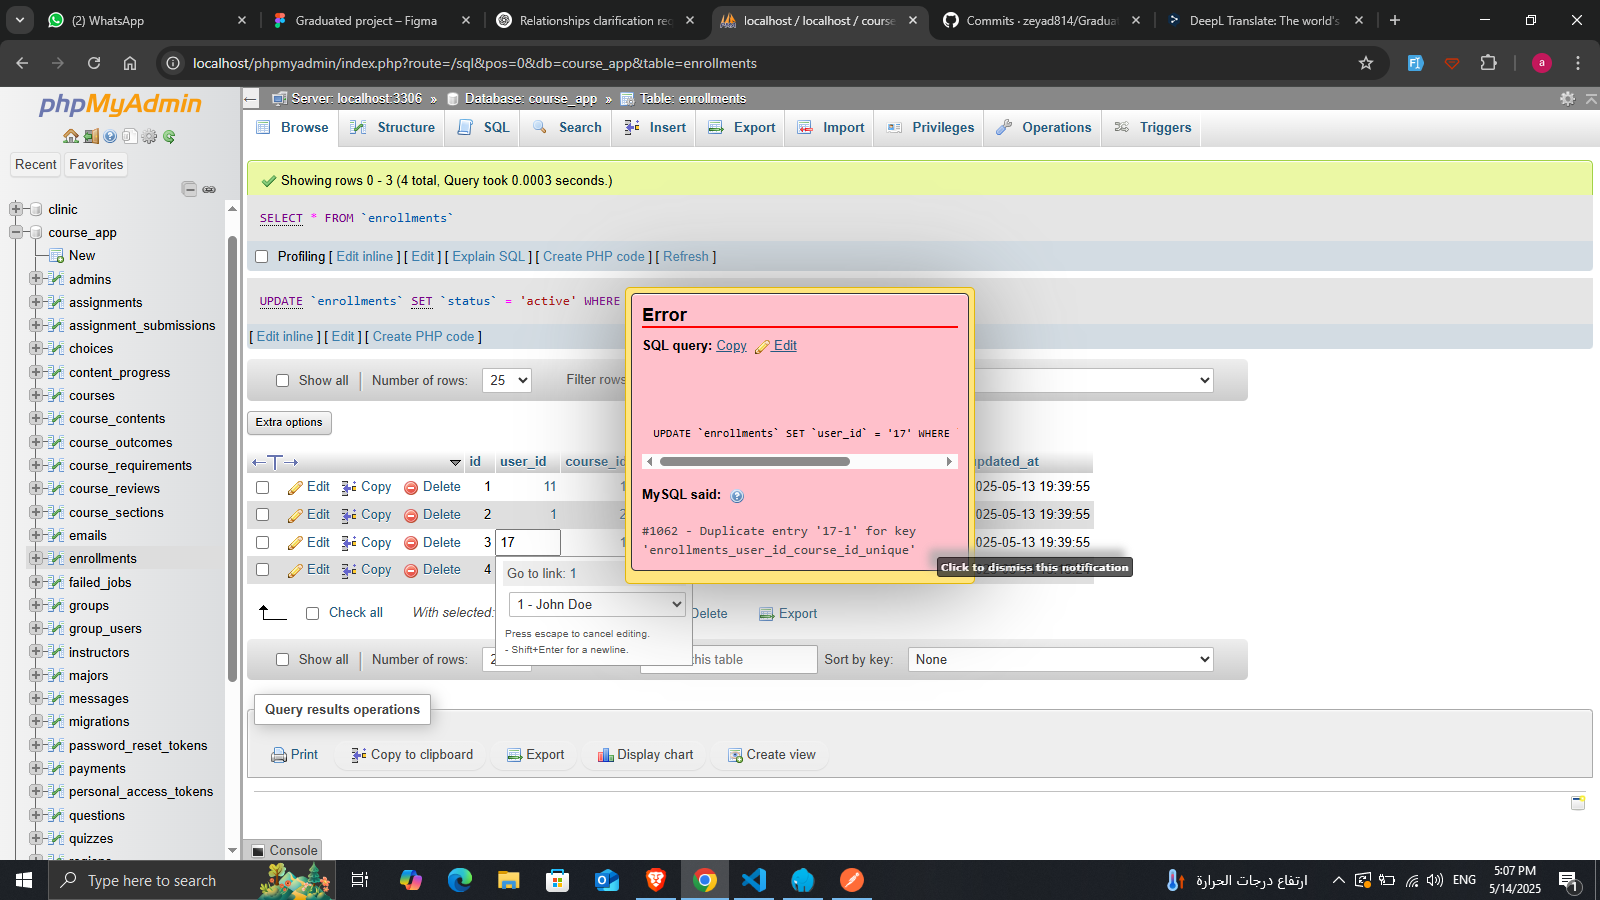 (2) WhatsApp
Graduated project – Figma
Relationships clarification req
localhost / localhost / course
Commits · zeyad814/Gradua
DeepL Translate: The world's
localhost/phpmyadmin/index.php?route=/sql&pos=0&db=course_app&table=enrollments
a
phpMyAdmin
Recent
Favorites
clinic
course_app
New
admins
assignments
assignment_submissions
choices
content_progress
courses
course_contents
course_outcomes
course_requirements
course_reviews
course_sections
emails
enrollments
failed_jobs
groups
group_users
instructors
majors
messages
migrations
password_reset_tokens
payments
personal_access_tokens
questions
quizzes
Server: localhost:3306 » Database: course_app » Table: enrollments
Browse Structure SQL Search Insert Export Import Privileges Operations Triggers
Showing rows 0 - 3 (4 total, Query took 0.0003 seconds.)
SELECT * FROM `enrollments`
Profiling [ Edit inline ] [ Edit ] [ Explain SQL ] [ Create PHP code ] [ Refresh ]
UPDATE `enrollments` SET `status` = 'active' WHERE
[ Edit inline ] [ Edit ] [ Create PHP code ]
Show all Number of rows: 25 Filter rows
Extra options
id user_id course_id updated_at
Edit Copy Delete 1 11 1 2025-05-13 19:39:55
Edit Copy Delete 2 1 2 2025-05-13 19:39:55
Edit Copy Delete 3 17 1 2025-05-13 19:39:55
Edit Copy Delete 4
Go to link: 1
1 - John Doe
Press escape to cancel editing.
- Shift+Enter for a newline.
Error
SQL query: Copy Edit
UPDATE `enrollments` SET `user_id` = '17' WHERE
MySQL said:
#1062 - Duplicate entry '17-1' for key
'enrollments_user_id_course_id_unique'
Click to dismiss this notification
Check all With selected: Delete Export
Show all Number of rows: 2 this table Sort by key: None
Query results operations
Print Copy to clipboard Export Display chart Create view
Console
Type here to search
ارتفاع درجات الحرارة
ENG
5:07 PM
5/14/2025
1